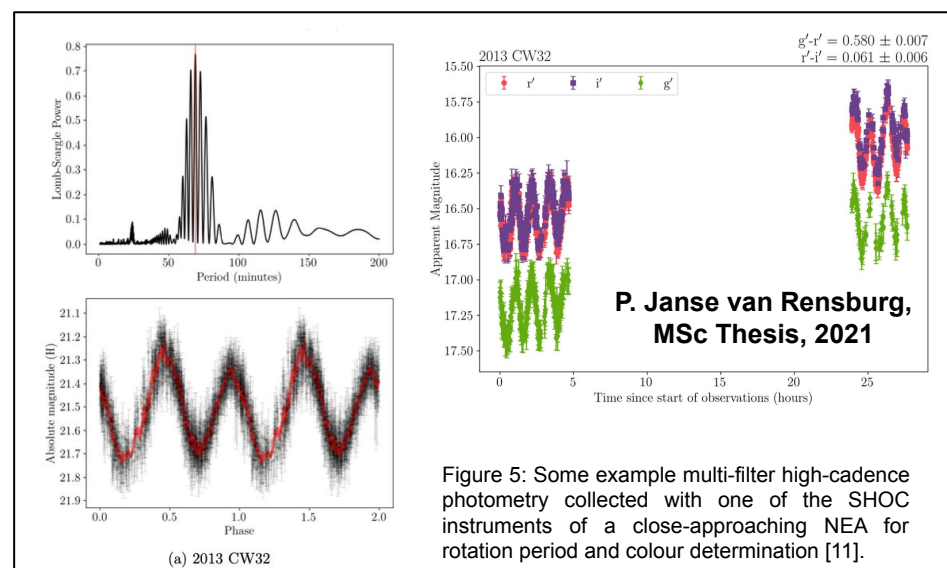 0.8
0.7
0.6
0.5
0.4
0.3
0.2
0.1
0.0
Lomb-Scargle Power
0 50 100 150 200
Period (minutes)
21.1
21.2
21.3
21.4
21.5
21.6
21.7
21.8
21.9
Absolute magnitude (H)
0.0 0.5 1.0 1.5 2.0
Phase
(a) 2013 CW32
g′-r′ = 0.580 ± 0.007
r′-i′ = 0.061 ± 0.006
2013 CW32
r′ i′ g′
15.50
15.75
16.00
16.25
16.50
16.75
17.00
17.25
17.50
Apparent Magnitude
P. Janse van Rensburg,
MSc Thesis, 2021
0 5 10 15 20 25
Time since start of observations (hours)
Figure 5: Some example multi-filter high-cadence
photometry collected with one of the SHOC
instruments of a close-approaching NEA for
rotation period and colour determination [11].